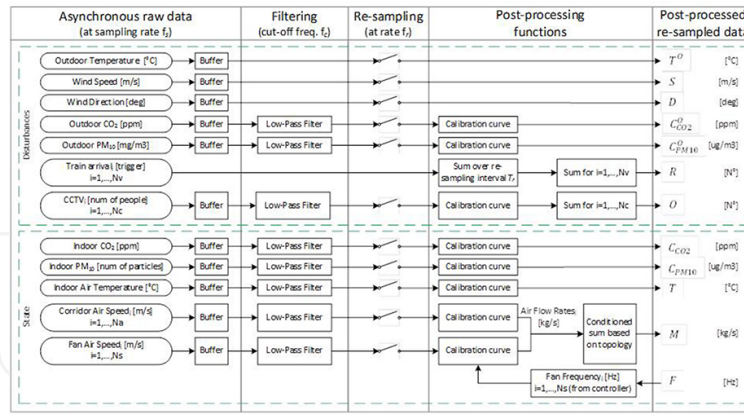 Asynchronous raw data
(at sampling rate fₛ)
Filtering
(cut-off freq. f꜀)
Re-sampling
(at rate fᵣ)
Post-processing
functions
Post-processed
re-sampled data
Disturbances
Outdoor Temperature [°C]
Buffer
T^O
[°C]
Wind Speed [m/s]
Buffer
S
[m/s]
Wind Direction [deg]
Buffer
D
[deg]
Outdoor CO₂ [ppm]
Buffer
Low-Pass Filter
Calibration curve
C^O_CO2
[ppm]
Outdoor PM₁₀ [mg/m3]
Buffer
Low-Pass Filter
Calibration curve
C^O_PM10
[ug/m3]
Train arrivalᵢ [trigger]
i=1,...,Nv
Sum over re-
sampling interval Tᵣ
Sum for i=1,...,Nv
R
[N°]
CCTVᵢ [num of people]
i=1,...,Nc
Buffer
Low-Pass Filter
Calibration curve
Sum for i=1,...,Nc
O
[N°]
State
Indoor CO₂ [ppm]
Buffer
Low-Pass Filter
Calibration curve
C_CO2
[ppm]
Indoor PM₁₀ [num of particles]
Buffer
Low-Pass Filter
Calibration curve
C_PM10
[ug/m3]
Indoor Air Temperature [°C]
Buffer
Low-Pass Filter
Calibration curve
T
[°C]
Corridor Air Speedᵢ [m/s]
i=1,...,Na
Buffer
Low-Pass Filter
Calibration curve
Air Flow Ratesᵢ
[kg/s]
Conditioned
sum based
on topology
M
[kg/s]
Fan Air Speedᵢ [m/s]
i=1,...,Ns
Buffer
Low-Pass Filter
Calibration curve
Fan Frequencyᵢ [Hz]
i=1,...,Ns (from controller)
F
[Hz]